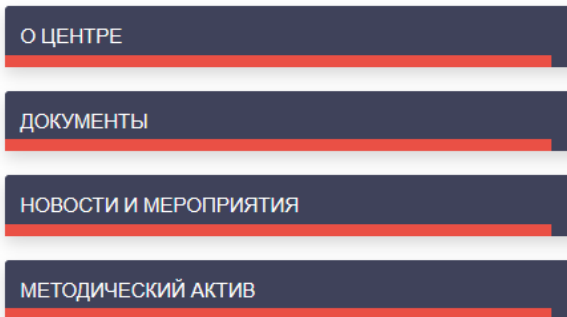 О ЦЕНТРЕ
ДОКУМЕНТЫ
НОВОСТИ И МЕРОПРИЯТИЯ
МЕТОДИЧЕСКИЙ АКТИВ